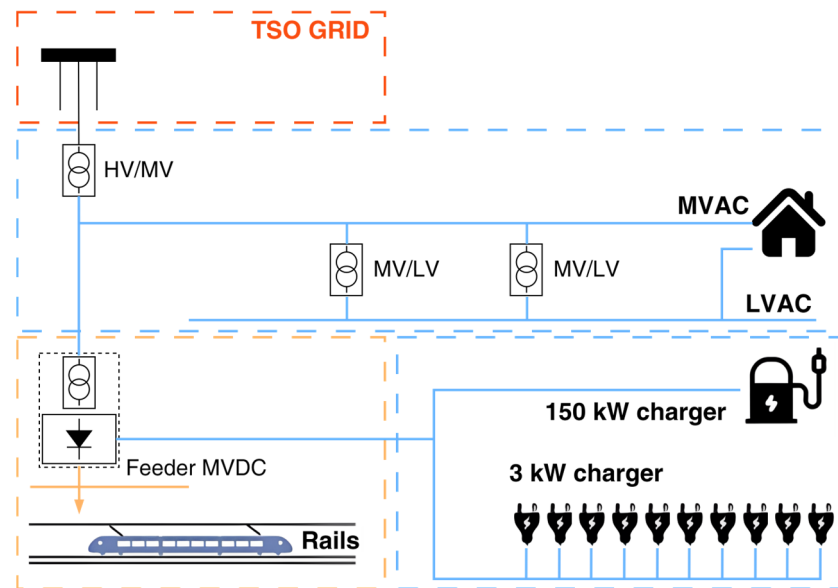 TSO GRID
HV/MV
MVAC
MV/LV
MV/LV
LVAC
150 kW charger
Feeder MVDC
3 kW charger
Rails